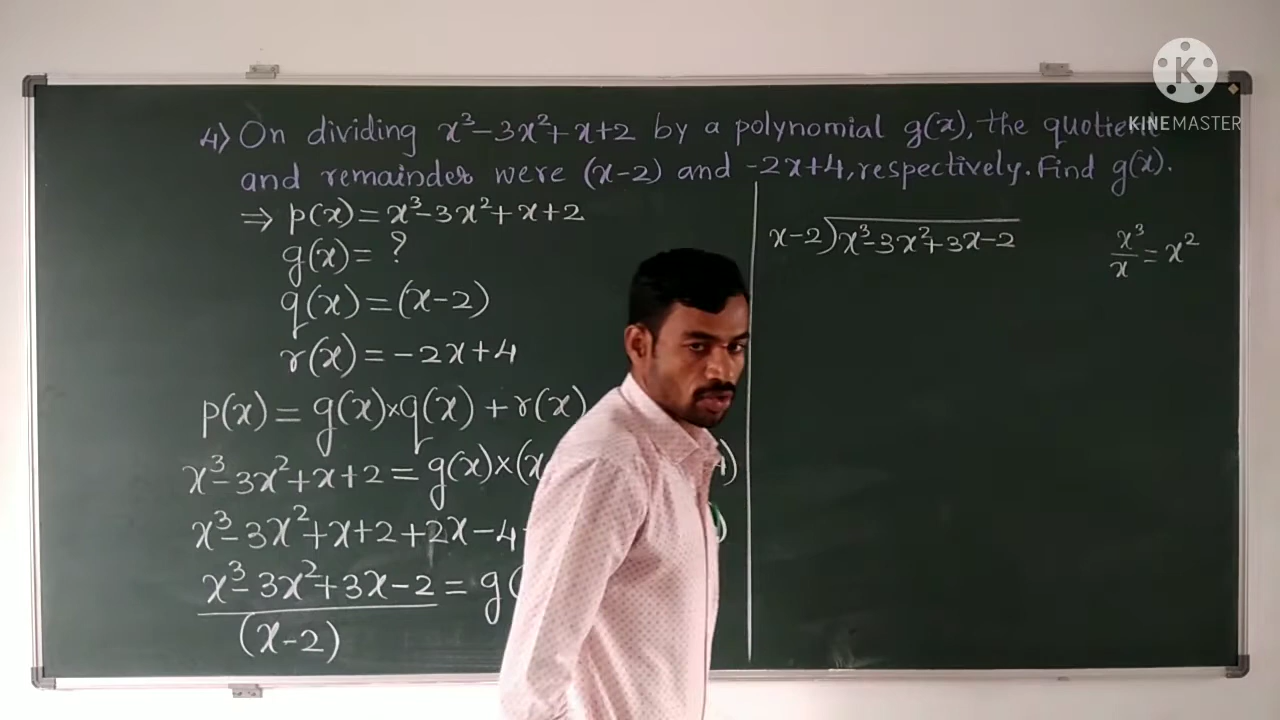 4) On dividing x³-3x²+x+2 by a polynomial g(x), the quotient
and remainder were (x-2) and -2x+4, respectively. Find g(x).
⇒ p(x) = x³-3x²+x+2
g(x) = ?
q(x) = (x-2)
r(x) = -2x+4
p(x) = g(x)×q(x) + r(x)
x³-3x²+x+2 = g(x)×(x
x³-3x²+x+2+2x-4
x³-3x²+3x-2 = g(
(x-2)
x-2)x³-3x²+3x-2
x³/x = x²
K
KINEMASTER